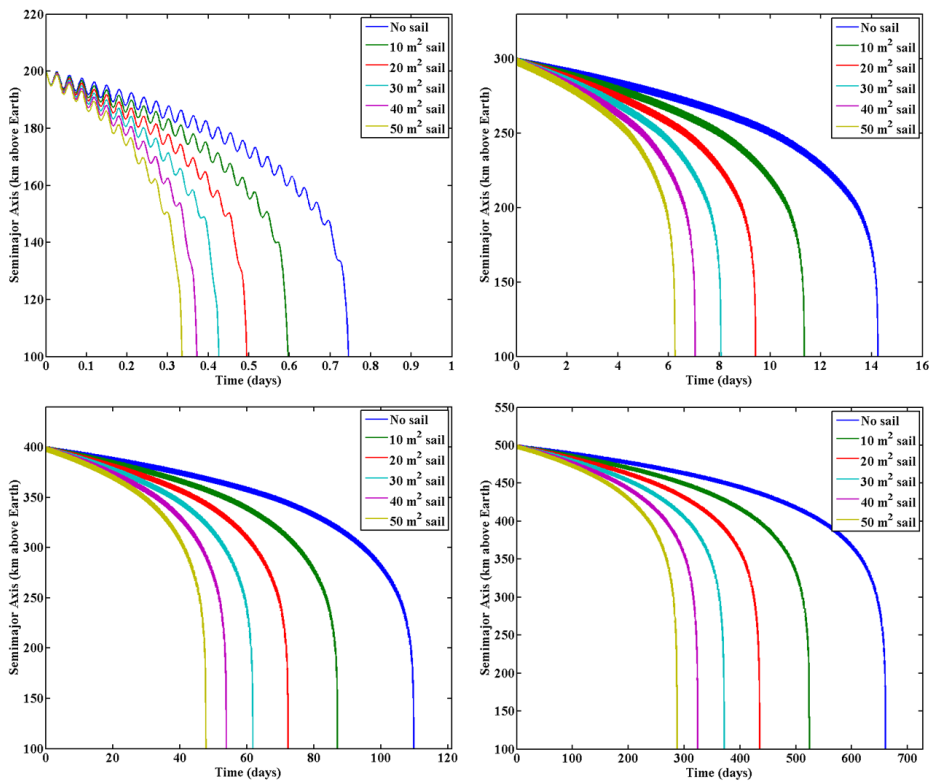 220
200
180
160
140
120
100
Semimajor Axis (km above Earth)
0 0.1 0.2 0.3 0.4 0.5 0.6 0.7 0.8 0.9 1
Time (days)
No sail
10 m² sail
20 m² sail
30 m² sail
40 m² sail
50 m² sail
300
250
200
150
100
Semimajor Axis (km above Earth)
0 2 4 6 8 10 12 14 16
Time (days)
No sail
10 m² sail
20 m² sail
30 m² sail
40 m² sail
50 m² sail
400
350
300
250
200
150
100
Semimajor Axis (km above Earth)
0 20 40 60 80 100 120
Time (days)
No sail
10 m² sail
20 m² sail
30 m² sail
40 m² sail
50 m² sail
550
500
450
400
350
300
250
200
150
100
Semimajor Axis (km above Earth)
0 100 200 300 400 500 600 700
Time (days)
No sail
10 m² sail
20 m² sail
30 m² sail
40 m² sail
50 m² sail